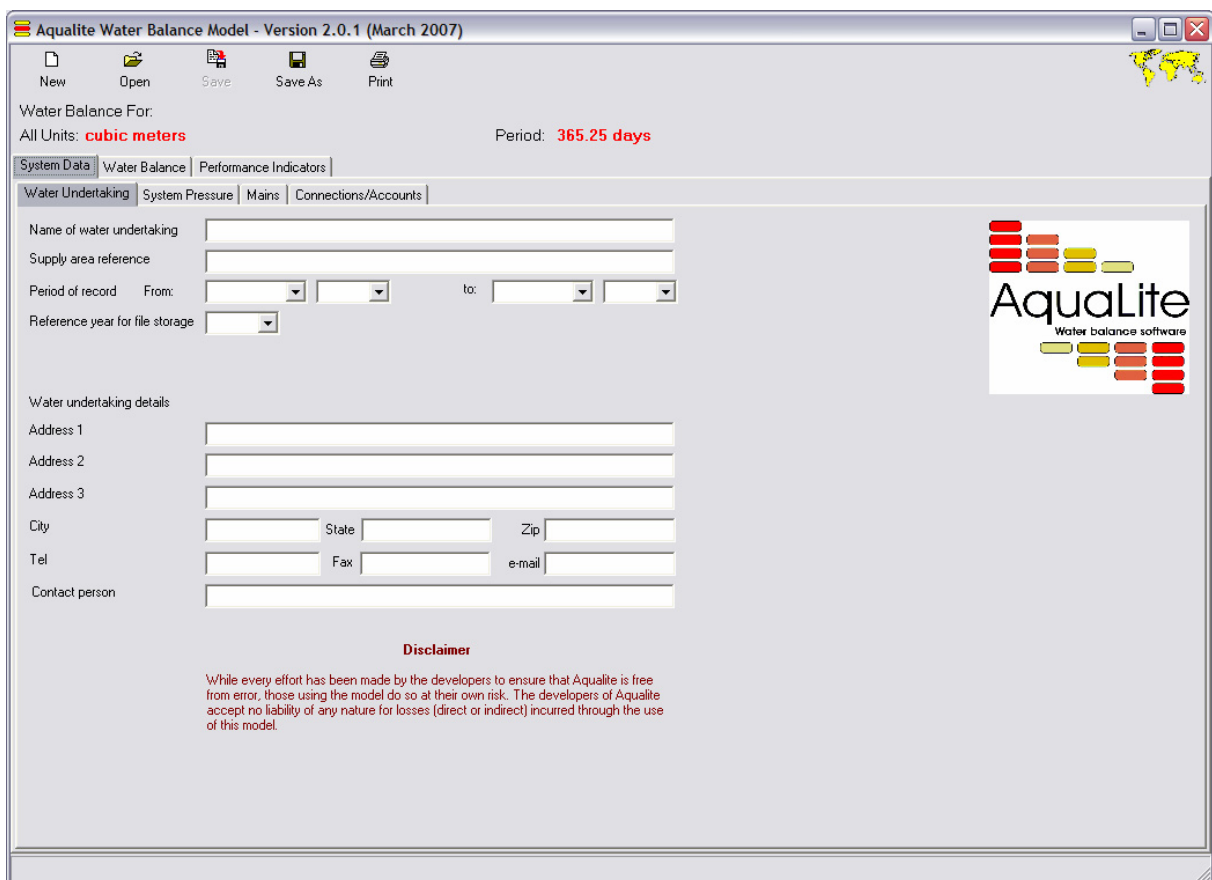 Aqualite Water Balance Model - Version 2.0.1 (March 2007)
New Open Save Save As Print
Water Balance For:
All Units: cubic meters Period: 365.25 days
System Data Water Balance Performance Indicators
Water Undertaking System Pressure Mains Connections/Accounts
Name of water undertaking
Supply area reference
Period of record From: to:
Reference year for file storage
AquaLite
Water balance software
Water undertaking details
Address 1
Address 2
Address 3
City State Zip
Tel Fax e-mail
Contact person
Disclaimer
While every effort has been made by the developers to ensure that Aqualite is free
from error, those using the model do so at their own risk. The developers of Aqualite
accept no liability of any nature for losses (direct or indirect) incurred through the use
of this model.